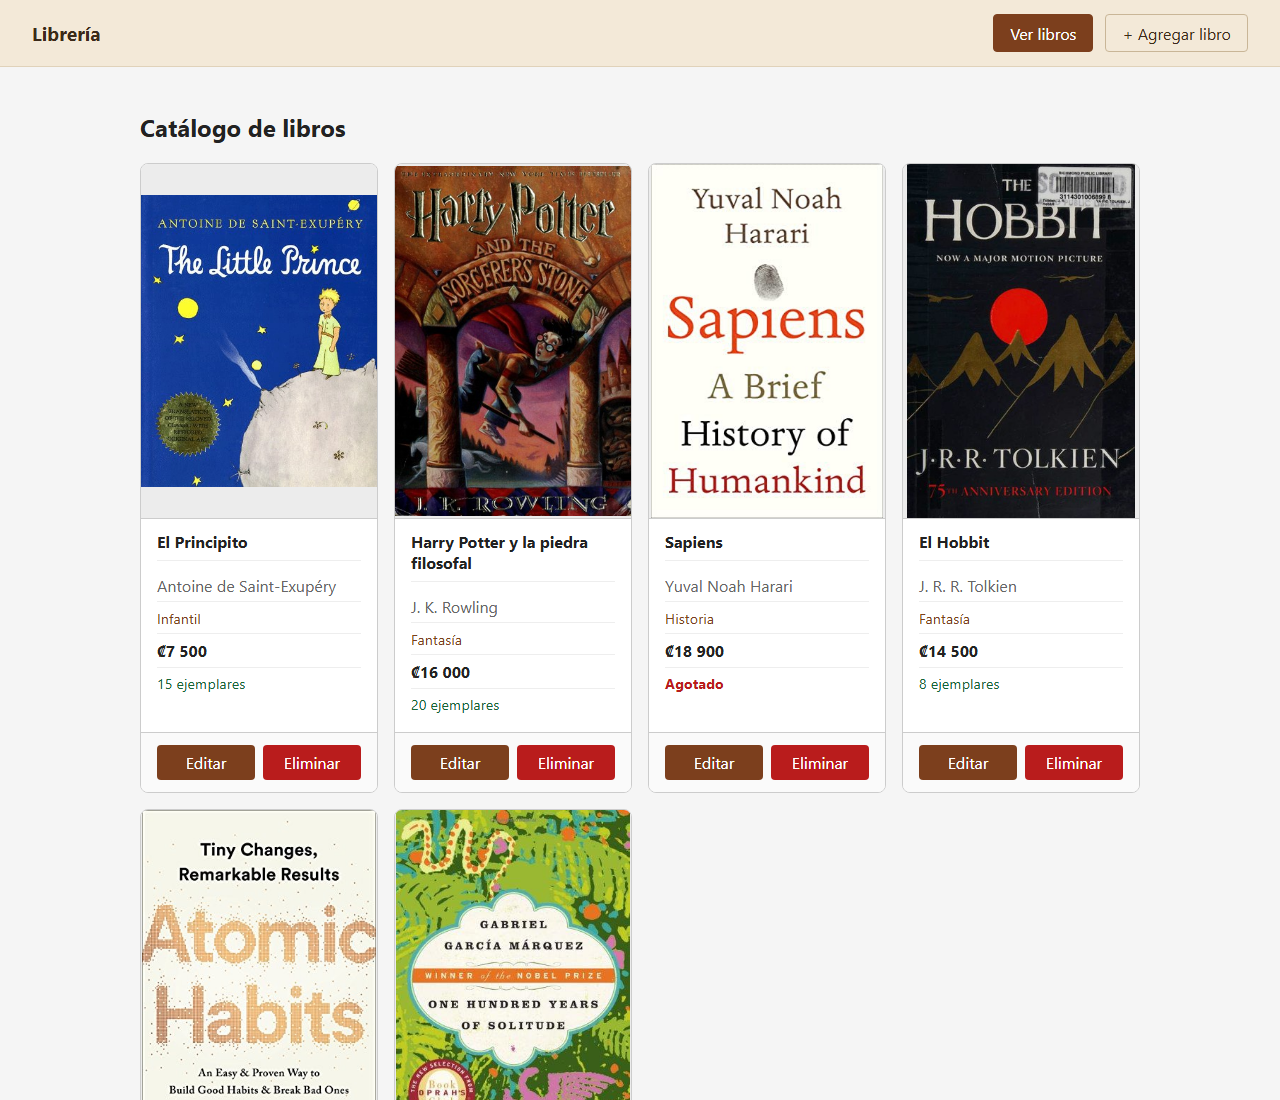 Librería
Ver libros
+ Agregar libro
Catálogo de libros
ANTOINE DE SAINT-EXUPÉRY
The Little Prince
El Principito
Antoine de Saint-Exupéry
Infantil
₡7 500
15 ejemplares
Editar
Eliminar
Harry Potter
AND THE
SORCERER'S STONE
J. K. ROWLING
Harry Potter y la piedra
filosofal
J. K. Rowling
Fantasía
₡16 000
20 ejemplares
Editar
Eliminar
Yuval Noah
Harari
Sapiens
A Brief
History of
Humankind
Sapiens
Yuval Noah Harari
Historia
₡18 900
Agotado
Editar
Eliminar
THE
HOBBIT
NOW A MAJOR MOTION PICTURE
J·R·R· TOLKIEN
75TH ANNIVERSARY EDITION
El Hobbit
J. R. R. Tolkien
Fantasía
₡14 500
8 ejemplares
Editar
Eliminar
Tiny Changes,
Remarkable Results
Atomic
Habits
An Easy & Proven Way to
Build Good Habits & Break Bad Ones
GABRIEL
GARCÍA MÁRQUEZ
WINNER of the NOBEL PRIZE
ONE HUNDRED YEARS
OF SOLITUDE
THE NEW SELECTION FROM
OPRAH'S
Book